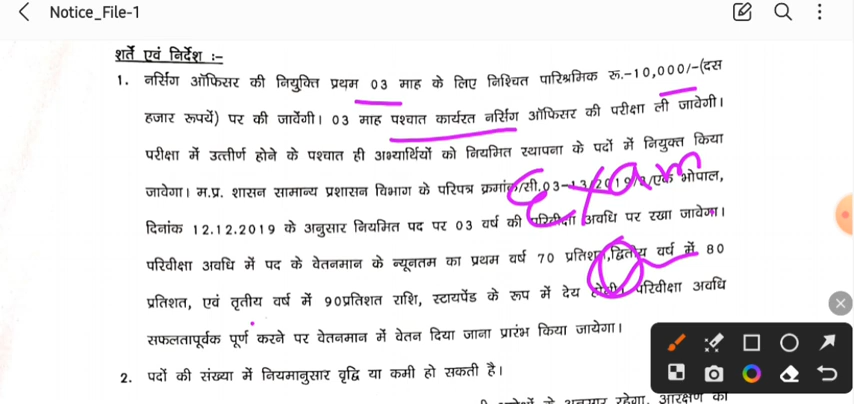 Notice_File-1
शर्ते एवं निर्देश :-
1. नर्सिंग ऑफिसर की नियुक्ति प्रथम 03 माह के लिए निश्चित पारिश्रमिक रू.-10,000/-(दस
हजार रूपयें) पर की जावेंगी। 03 माह पश्चात कार्यरत नर्सिंग ऑफिसर की परीक्षा ली जावेगी।
परीक्षा में उत्तीर्ण होने के पश्चात ही अभ्यार्थियों को नियमित स्थापना के पदों में नियुक्त किया
जावेगा। म.प्र. शासन सामान्य प्रशासन विभाग के परिपत्र क्रमांक/सी.03-13/2019/3/एक भोपाल,
Exam
दिनांक 12.12.2019 के अनुसार नियमित पद पर 03 वर्ष की परिवीक्षा अवधि पर रखा जावेगा।
परिवीक्षा अवधि में पद के वेतनमान के न्यूनतम का प्रथम वर्ष 70 प्रतिशत,द्वितीय वर्ष में 80
प्रतिशत, एवं तृतीय वर्ष में 90प्रतिशत राशि, स्टायपेंड के रूप में देय होगी। परिवीक्षा अवधि
सफलतापूर्वक पूर्ण करने पर वेतनमान में वेतन दिया जाना प्रारंभ किया जायेगा।
2. पदों की संख्या में नियमानुसार वृद्धि या कमी हो सकती है।